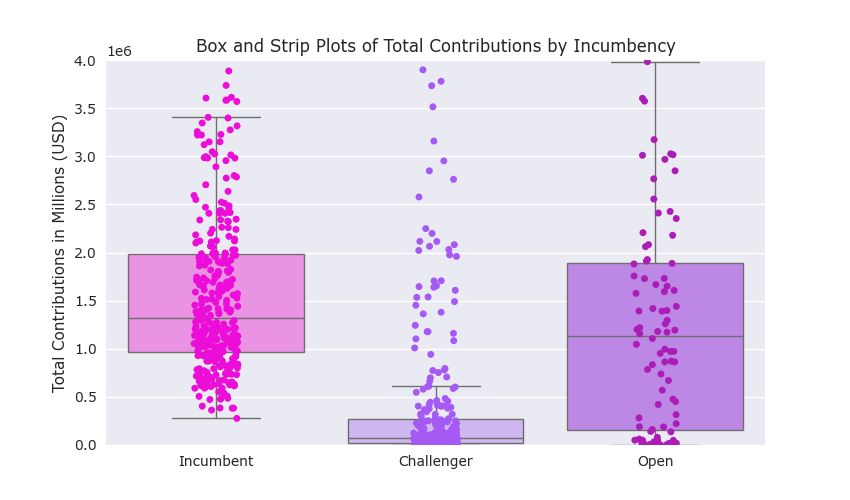 Box and Strip Plots of Total Contributions by Incumbency
1e6
4.0
3.5
3.0
2.5
2.0
1.5
1.0
0.5
0.0
Total Contributions in Millions (USD)
Incumbent
Challenger
Open